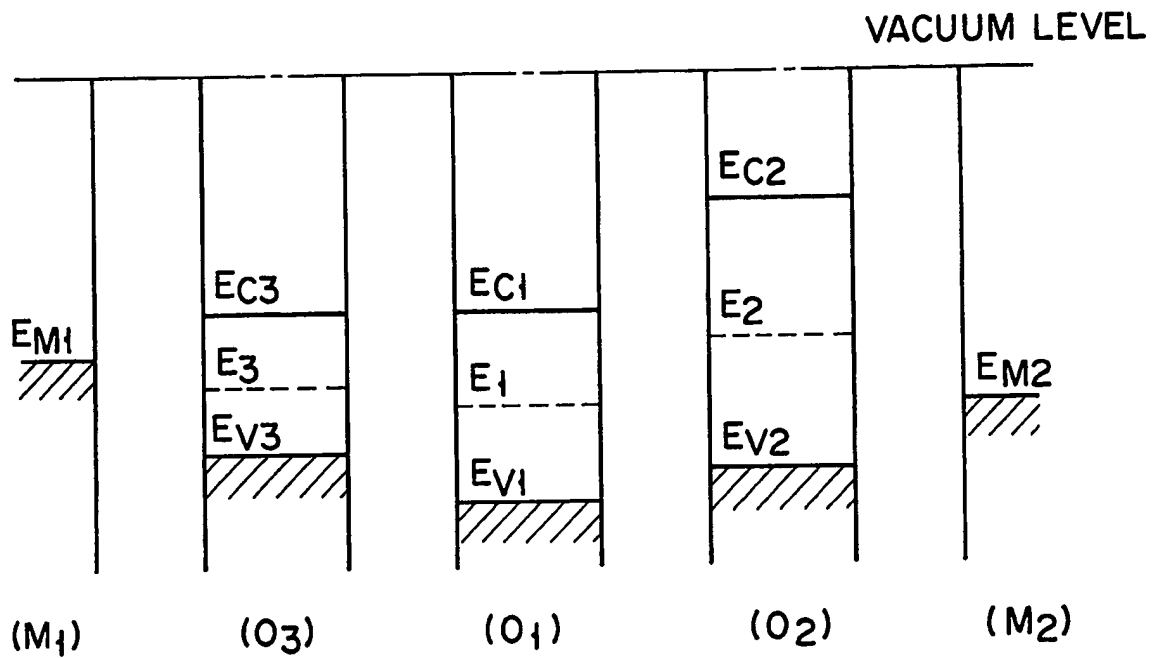 VACUUM LEVEL
EC2
EC3
EC1
E2
EM1
E3
E1
EM2
EV3
EV2
EV1
(M1)
(O3)
(O1)
(O2)
(M2)